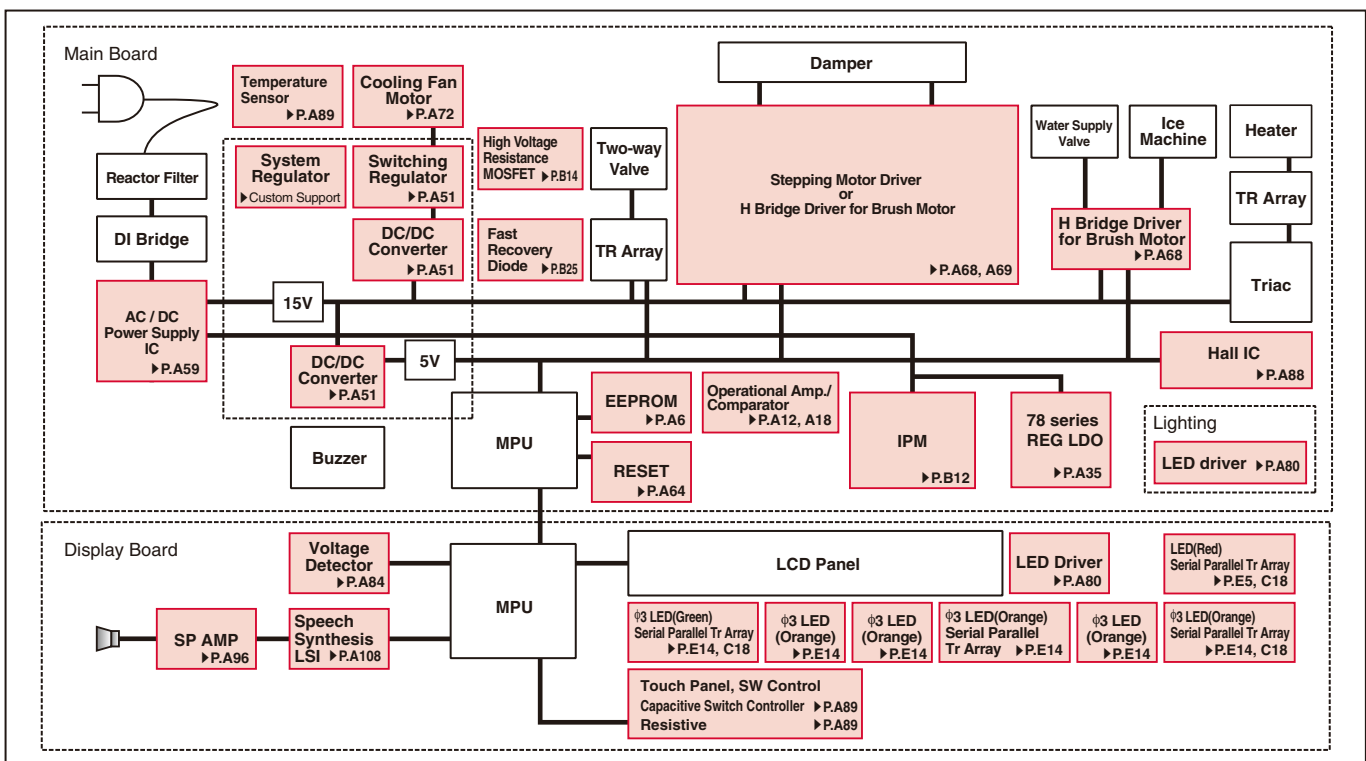 Main Board
Temperature
Sensor
▶P.A89
Cooling Fan
Motor
▶P.A72
Damper
Reactor Filter
System
Regulator
▶Custom Support
Switching
Regulator
▶P.A51
High Voltage
Resistance
MOSFET ▶P.B14
Two-way
Valve
Stepping Motor Driver
or
H Bridge Driver for Brush Motor
▶P.A68, A69
Water Supply
Valve
Ice
Machine
Heater
DI Bridge
DC/DC
Converter
▶P.A51
Fast
Recovery
Diode ▶P.B25
TR Array
H Bridge Driver
for Brush Motor
▶P.A68
TR Array
Triac
AC / DC
Power Supply
IC
▶P.A59
15V
DC/DC
Converter
▶P.A51
5V
Hall IC
▶P.A88
MPU
EEPROM
▶P.A6
Operational Amp./
Comparator
▶P.A12, A18
IPM
▶P.B12
78 series
REG LDO
▶P.A35
Lighting
LED driver ▶P.A80
Buzzer
RESET
▶P.A64
Display Board
Voltage
Detector
▶P.A84
MPU
LCD Panel
LED Driver
▶P.A80
LED(Red)
Serial Parallel Tr Array
▶P.E5, C18
SP AMP
▶P.A96
Speech
Synthesis
LSI ▶P.A108
φ3 LED(Green)
Serial Parallel Tr Array
▶P.E14, C18
φ3 LED
(Orange)
▶P.E14
φ3 LED
(Orange)
▶P.E14
φ3 LED(Orange)
Serial Parallel
Tr Array ▶P.E14
φ3 LED
(Orange)
▶P.E14
φ3 LED(Orange)
Serial Parallel Tr Array
▶P.E14, C18
Touch Panel, SW Control
Capacitive Switch Controller ▶P.A89
Resistive ▶P.A89